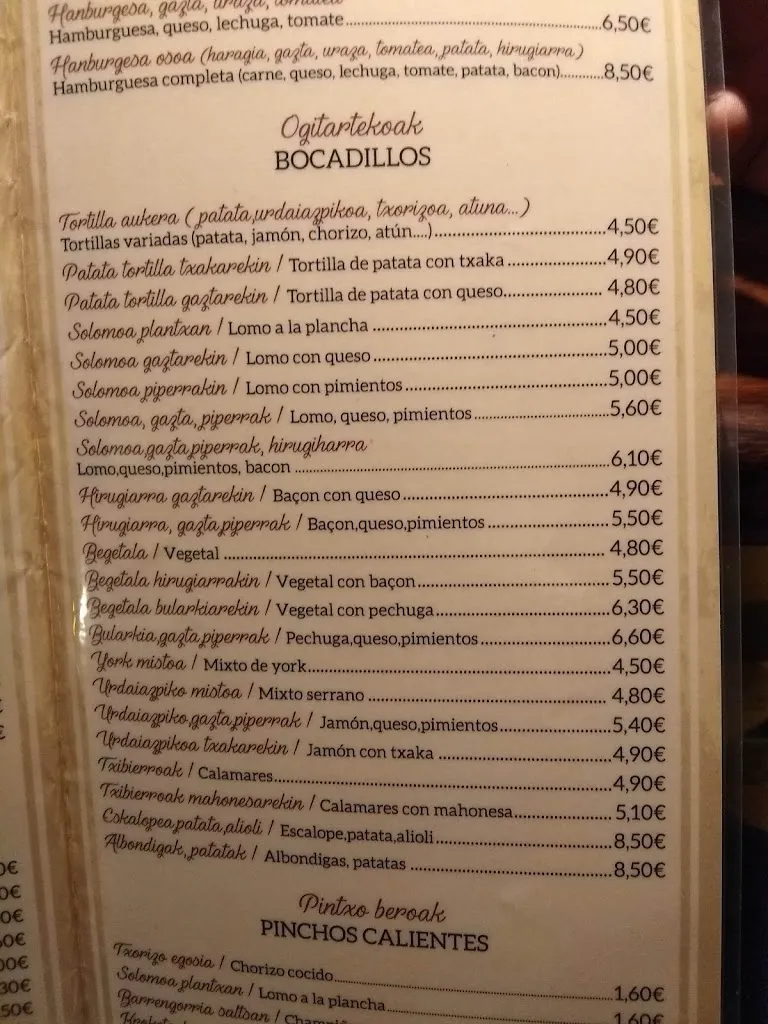 Hanburgesa, gazta, uraza, tomatea
Hamburguesa, queso, lechuga, tomate 6,50€
Hanburgesa osoa (haragia, gazta, uraza, tomatea, patata, hirugiarra)
Hamburguesa completa (carne, queso, lechuga, tomate, patata, bacon) 8,50€
Ogitartekoak
BOCADILLOS
Tortilla aukera (patata,urdaiazpikoa, txorizoa, atuna...)
Tortillas variadas (patata, jamón, chorizo, atún....) 4,50€
Patata tortilla txakarekin / Tortilla de patata con txaka 4,90€
Patata tortilla gaztarekin / Tortilla de patata con queso 4,80€
Solomoa plantxan / Lomo a la plancha 4,50€
Solomoa gaztarekin / Lomo con queso 5,00€
Solomoa piperrakin / Lomo con pimientos 5,00€
Solomoa, gazta, piperrak / Lomo, queso, pimientos 5,60€
Solomoa,gazta,piperrak, hirugiharra
Lomo,queso,pimientos, bacon 6,10€
Hirugiarra gaztarekin / Baçon con queso 4,90€
Hirugiarra, gazta,piperrak / Baçon,queso,pimientos 5,50€
Begetala / Vegetal 4,80€
Begetala hirugiarrakin / Vegetal con baçon 5,50€
Begetala bularkiarekin / Vegetal con pechuga 6,30€
Bularkia,gazta,piperrak / Pechuga,queso,pimientos 6,60€
York mistoa / Mixto de york 4,50€
Urdaiazpiko mistoa / Mixto serrano 4,80€
Urdaiazpiko,gazta,piperrak / Jamón,queso,pimientos 5,40€
Urdaiazpikoa txakarekin / Jamón con txaka 4,90€
Txibierroak / Calamares 4,90€
Txibierroak mahonesarekin / Calamares con mahonesa 5,10€
Eskalopea,patata,alioli / Escalope,patata,alioli 8,50€
Albondigak,patatak / Albondigas, patatas 8,50€
Pintxo beroak
PINCHOS CALIENTES
Txorizo egosia / Chorizo cocido 1,60€
Solomoa plantxan / Lomo a la plancha 1,60€
Barrengorria saltsan /